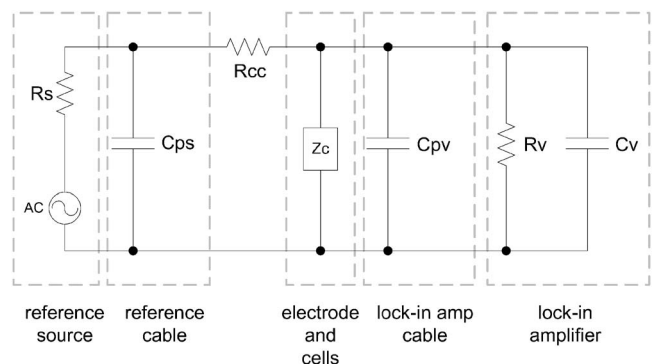 Rcc
Rs
Cps
Zc
Cpv
Rv
Cv
AC
reference
source
reference
cable
electrode
and
cells
lock-in amp
cable
lock-in
amplifier